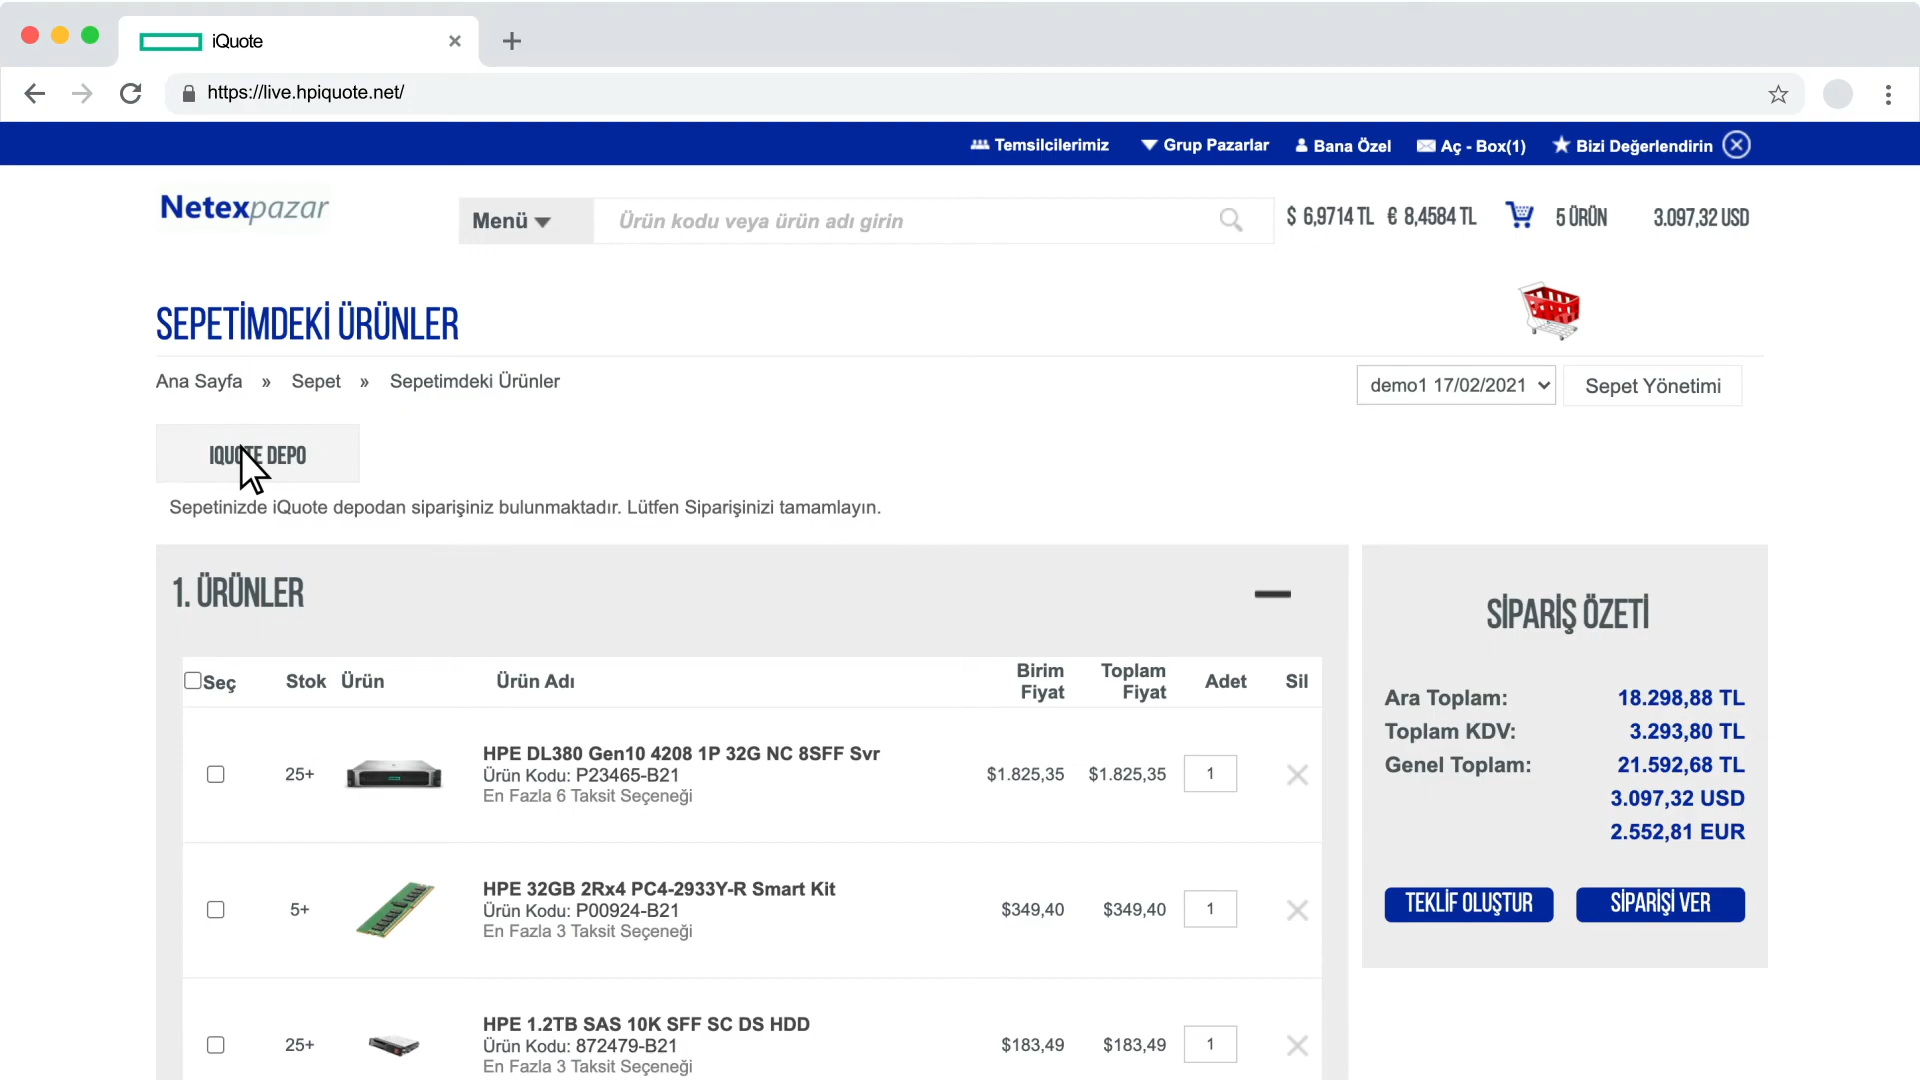 iQuote
https://live.hpiquote.net/
Temsilcilerimiz Grup Pazarlar Bana Özel Aç - Box(1) Bizi Değerlendirin
Netexpazar
Menü Ürün kodu veya ürün adı girin $ 6,9714 TL € 8,4584 TL 5 ÜRÜN 3.097,32 USD
SEPETİMDEKİ ÜRÜNLER
Ana Sayfa » Sepet » Sepetimdeki Ürünler
demo1 17/02/2021 Sepet Yönetimi
IQUOTE DEPO
Sepetinizde iQuote depodan siparişiniz bulunmaktadır. Lütfen Siparişinizi tamamlayın.
1. ÜRÜNLER
Seç Stok Ürün Ürün Adı Birim Fiyat Toplam Fiyat Adet Sil
HPE DL380 Gen10 4208 1P 32G NC 8SFF Svr
25+ Ürün Kodu: P23465-B21 $1.825,35 $1.825,35 1
En Fazla 6 Taksit Seçeneği
HPE 32GB 2Rx4 PC4-2933Y-R Smart Kit
5+ Ürün Kodu: P00924-B21 $349,40 $349,40 1
En Fazla 3 Taksit Seçeneği
HPE 1.2TB SAS 10K SFF SC DS HDD
25+ Ürün Kodu: 872479-B21 $183,49 $183,49 1
En Fazla 3 Taksit Seçeneği
SİPARİŞ ÖZETİ
Ara Toplam: 18.298,88 TL
Toplam KDV: 3.293,80 TL
Genel Toplam: 21.592,68 TL
3.097,32 USD
2.552,81 EUR
TEKLİF OLUŞTUR SİPARİŞİ VER